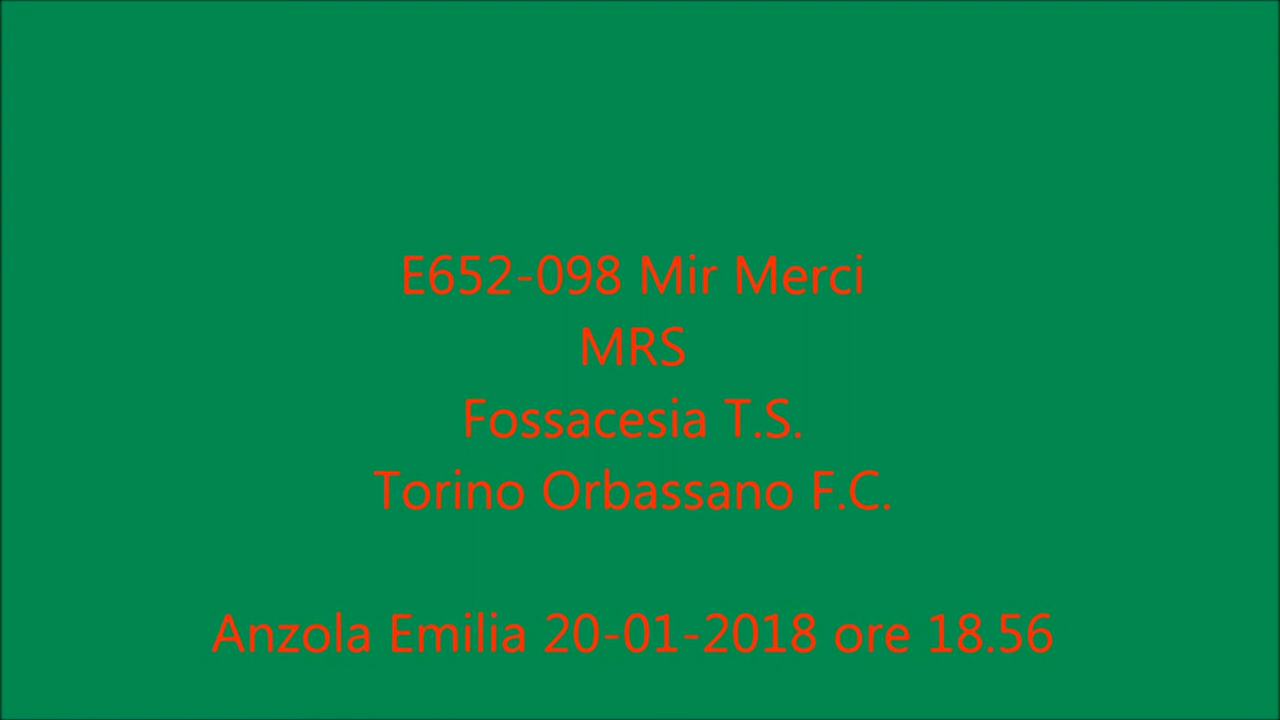 E652-098 Mir Merci
MRS
Fossacesia T.S.
Torino Orbassano F.C.
Anzola Emilia 20-01-2018 ore 18.56